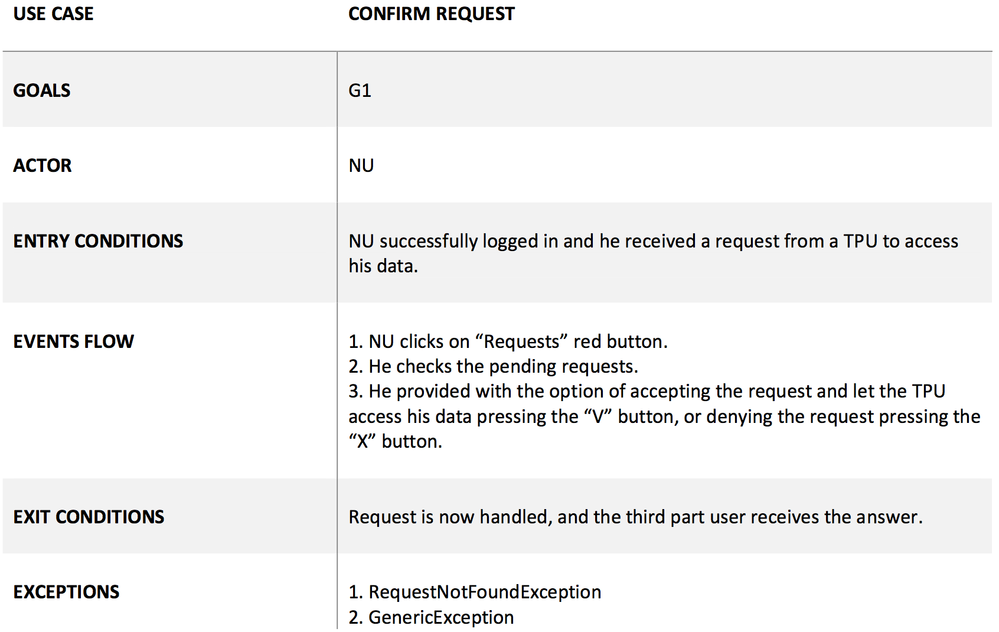 USE CASE CONFIRM REQUEST
GOALS G1
ACTOR NU
ENTRY CONDITIONS NU successfully logged in and he received a request from a TPU to access
his data.
EVENTS FLOW 1. NU clicks on “Requests” red button.
2. He checks the pending requests.
3. He provided with the option of accepting the request and let the TPU
access his data pressing the “V” button, or denying the request pressing the
“X” button.
EXIT CONDITIONS Request is now handled, and the third part user receives the answer.
EXCEPTIONS 1. RequestNotFoundException
2. GenericException